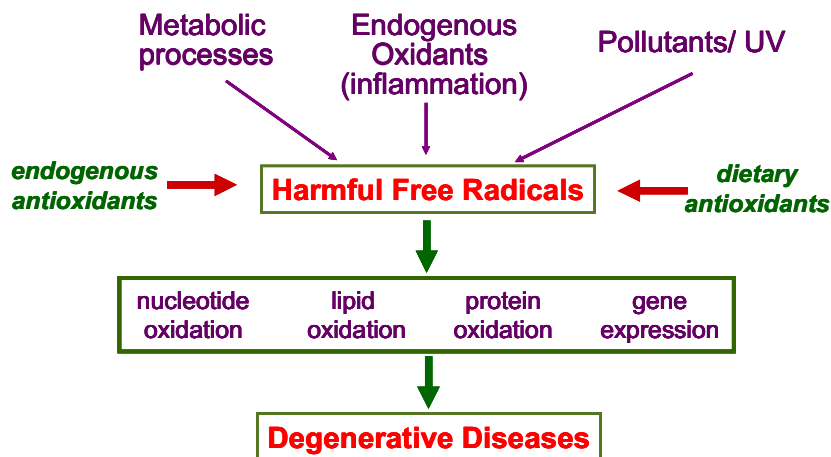 Metabolic
processes
Endogenous
Oxidants
(inflammation)
Pollutants/ UV
endogenous
antioxidants
Harmful Free Radicals
dietary
antioxidants
nucleotide
oxidation
lipid
oxidation
protein
oxidation
gene
expression
Degenerative Diseases